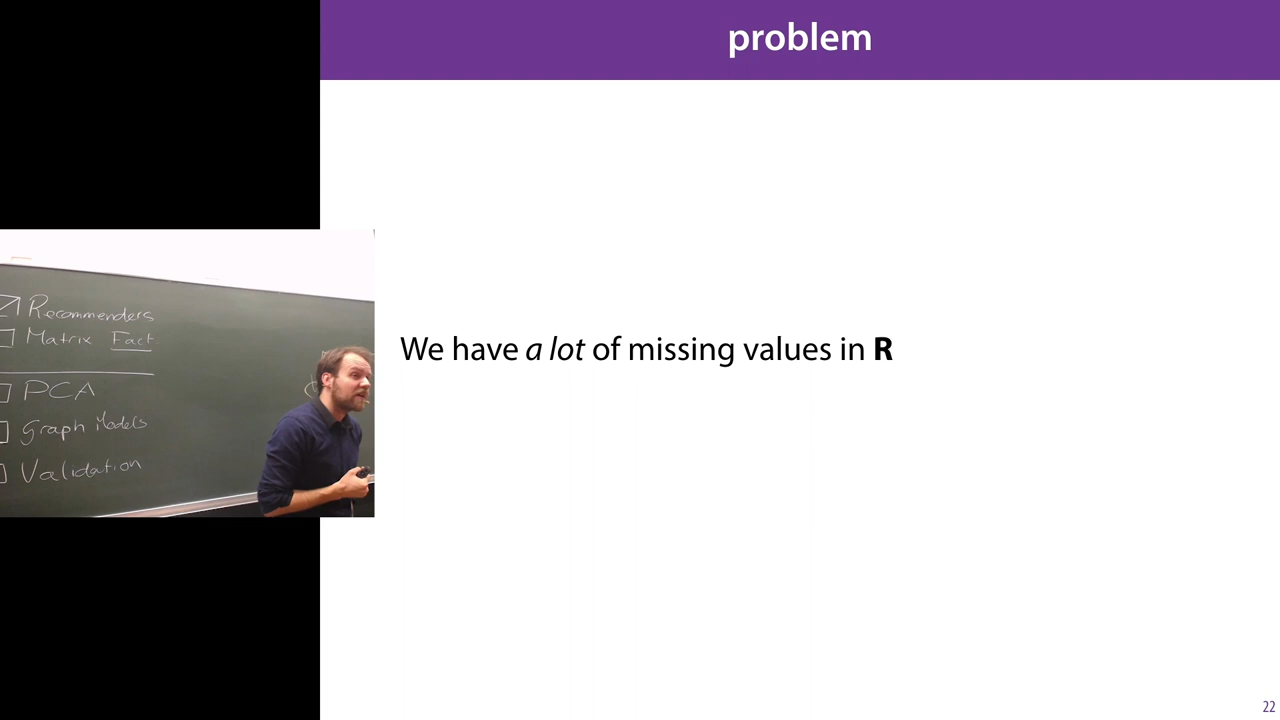 problem
We have a lot of missing values in R
Recommenders
Matrix Fact
PCA
Graph Models
Validation
22